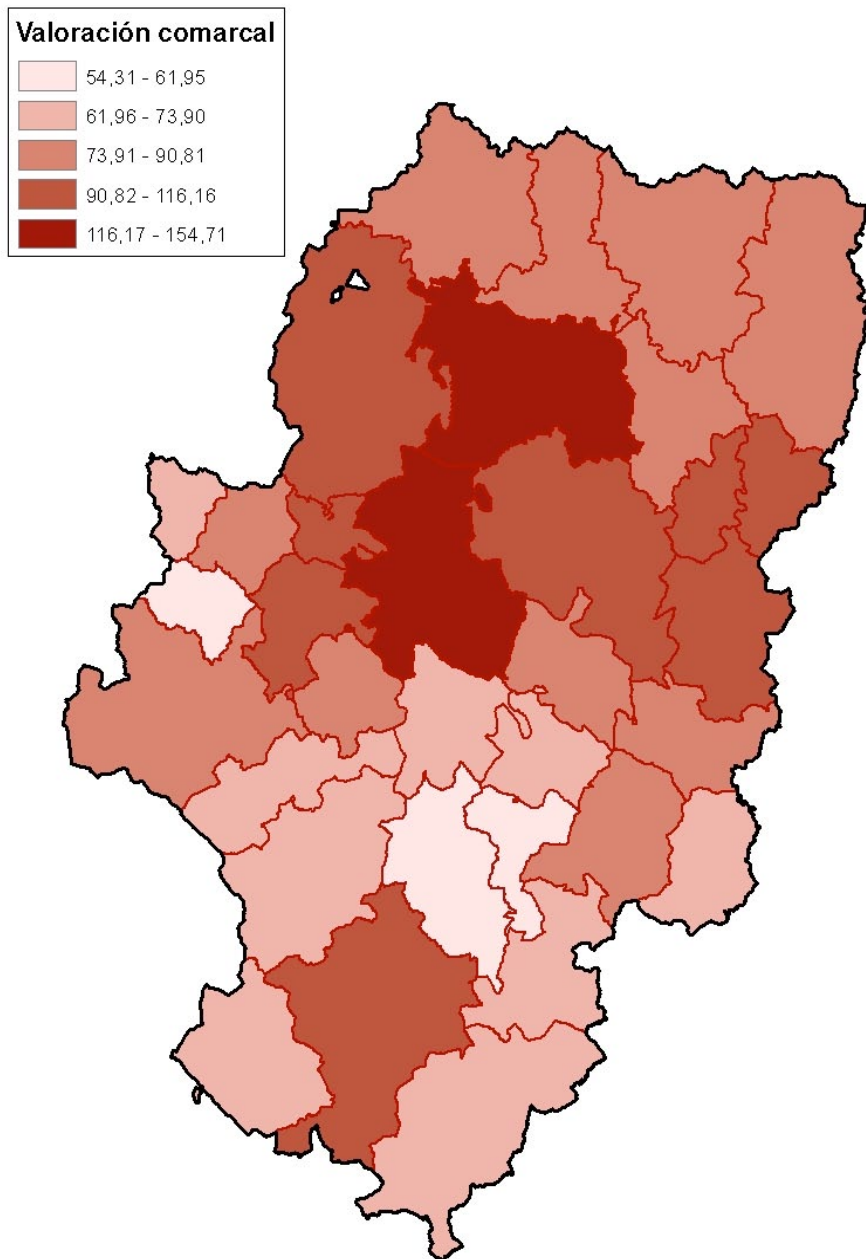 Valoración comarcal
54,31 - 61,95
61,96 - 73,90
73,91 - 90,81
90,82 - 116,16
116,17 - 154,71